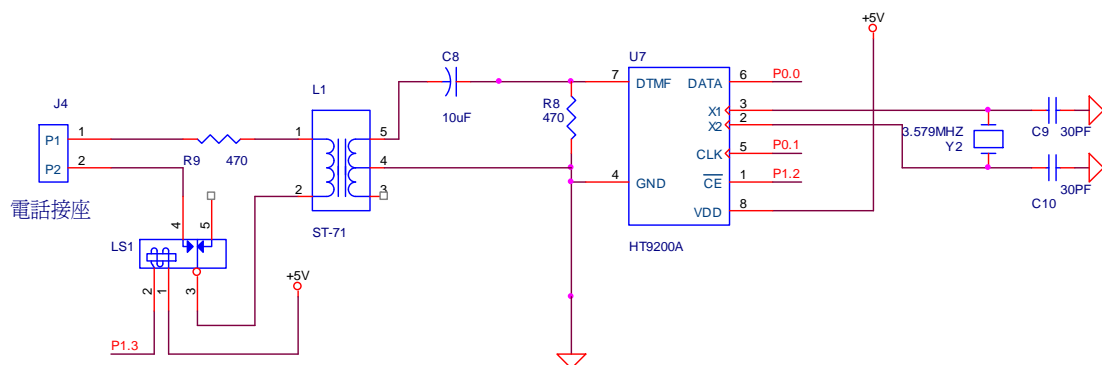 +5V
C8
U7
7
DTMF
DATA
6
P0.0
L1
J4
R8
470
10uF
X1
3
X2
2
3.579MHZ
Y2
C9
30PF
P1
1
1
5
P2
2
R9
470
4
4
GND
CLK
5
P0.1
CE
1
P1.2
C10
30PF
2
3
VDD
8
電話接座
4
5
ST-71
HT9200A
LS1
+5V
2
1
3
P1.3